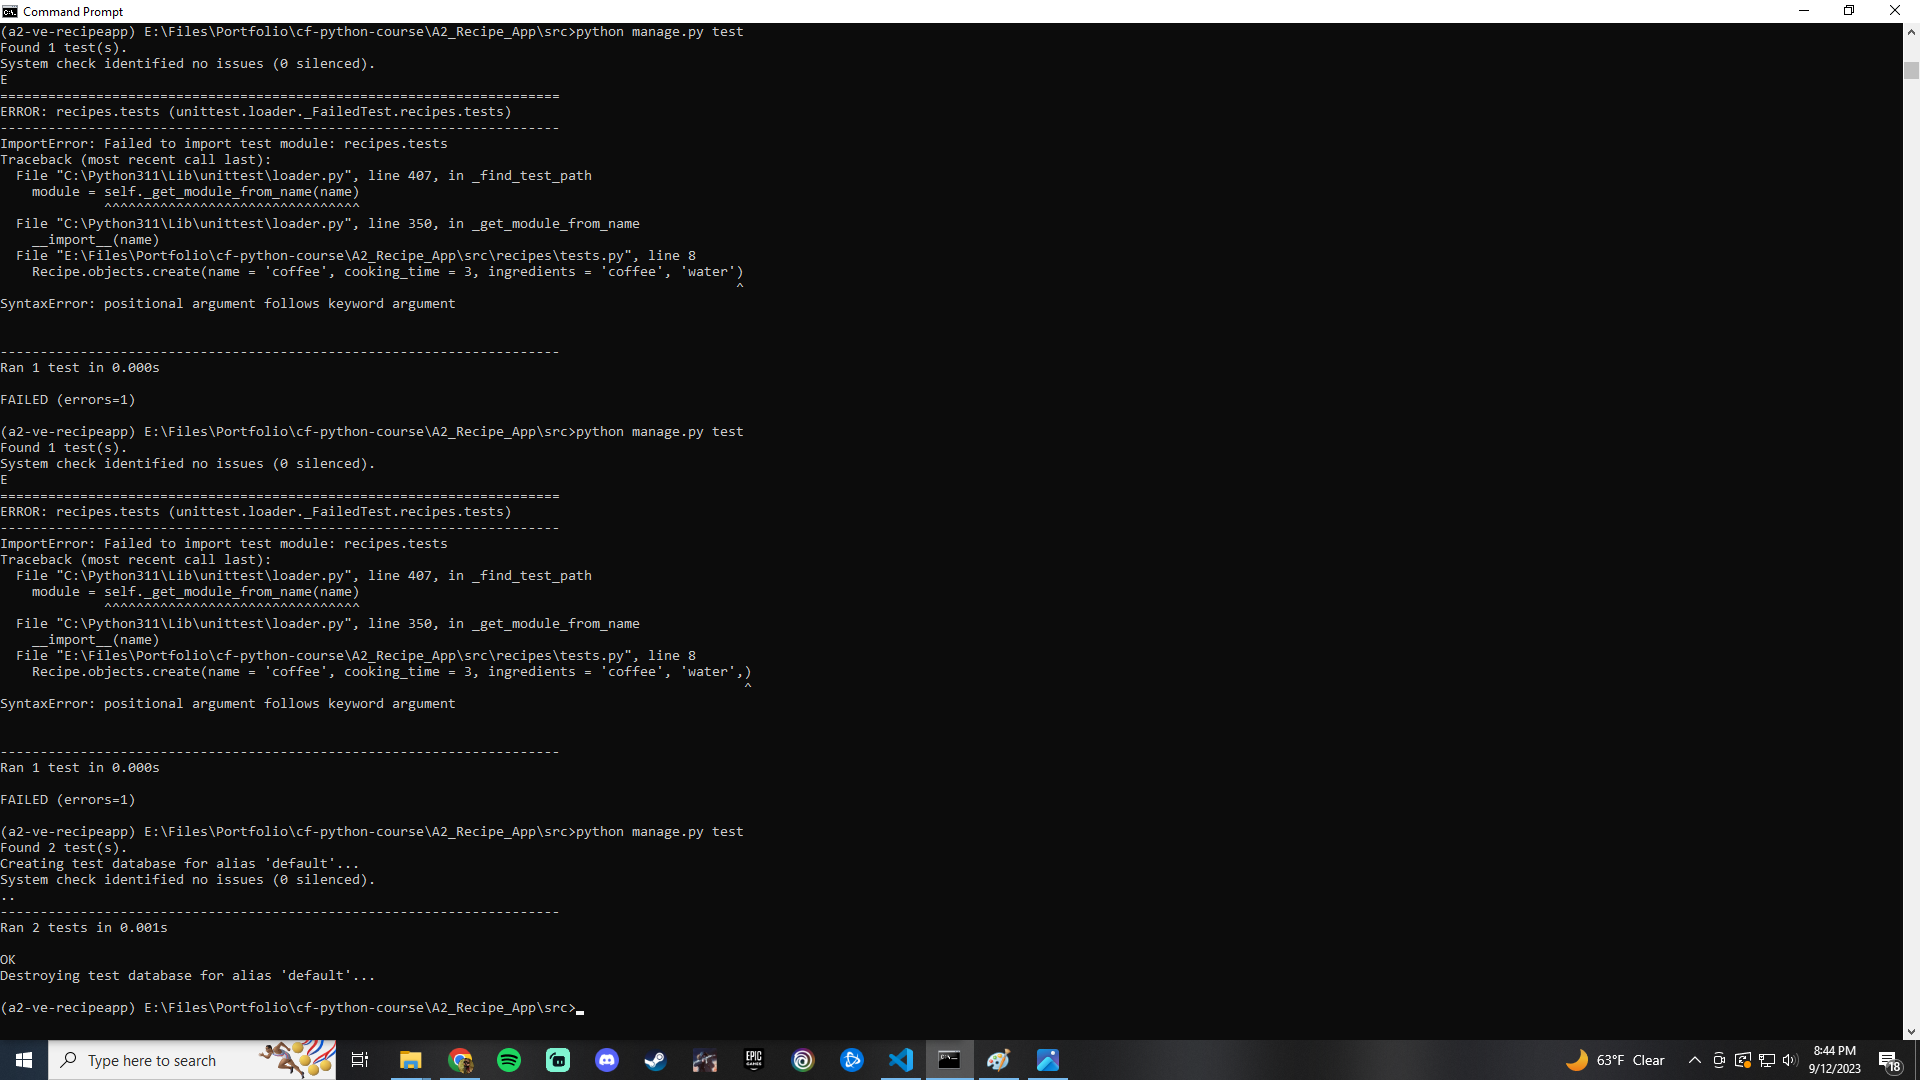 Command Prompt
(a2-ve-recipeapp) E:\Files\Portfolio\cf-python-course\A2_Recipe_App\src>python manage.py test
Found 1 test(s).
System check identified no issues (0 silenced).
E
======================================================================
ERROR: recipes.tests (unittest.loader._FailedTest.recipes.tests)
----------------------------------------------------------------------
ImportError: Failed to import test module: recipes.tests
Traceback (most recent call last):
  File "C:\Python311\Lib\unittest\loader.py", line 407, in _find_test_path
    module = self._get_module_from_name(name)
             ^^^^^^^^^^^^^^^^^^^^^^^^^^^^^^^^
  File "C:\Python311\Lib\unittest\loader.py", line 350, in _get_module_from_name
    __import__(name)
  File "E:\Files\Portfolio\cf-python-course\A2_Recipe_App\src\recipes\tests.py", line 8
    Recipe.objects.create(name = 'coffee', cooking_time = 3, ingredients = 'coffee', 'water')
                                                                                            ^
SyntaxError: positional argument follows keyword argument
----------------------------------------------------------------------
Ran 1 test in 0.000s
FAILED (errors=1)
(a2-ve-recipeapp) E:\Files\Portfolio\cf-python-course\A2_Recipe_App\src>python manage.py test
Found 1 test(s).
System check identified no issues (0 silenced).
E
======================================================================
ERROR: recipes.tests (unittest.loader._FailedTest.recipes.tests)
----------------------------------------------------------------------
ImportError: Failed to import test module: recipes.tests
Traceback (most recent call last):
  File "C:\Python311\Lib\unittest\loader.py", line 407, in _find_test_path
    module = self._get_module_from_name(name)
             ^^^^^^^^^^^^^^^^^^^^^^^^^^^^^^^^
  File "C:\Python311\Lib\unittest\loader.py", line 350, in _get_module_from_name
    __import__(name)
  File "E:\Files\Portfolio\cf-python-course\A2_Recipe_App\src\recipes\tests.py", line 8
    Recipe.objects.create(name = 'coffee', cooking_time = 3, ingredients = 'coffee', 'water',)
                                                                                             ^
SyntaxError: positional argument follows keyword argument
----------------------------------------------------------------------
Ran 1 test in 0.000s
FAILED (errors=1)
(a2-ve-recipeapp) E:\Files\Portfolio\cf-python-course\A2_Recipe_App\src>python manage.py test
Found 2 test(s).
Creating test database for alias 'default'...
System check identified no issues (0 silenced).
..
----------------------------------------------------------------------
Ran 2 tests in 0.001s
OK
Destroying test database for alias 'default'...
(a2-ve-recipeapp) E:\Files\Portfolio\cf-python-course\A2_Recipe_App\src>
Type here to search
EPIC GAMES
63°F Clear
8:44 PM
9/12/2023
18